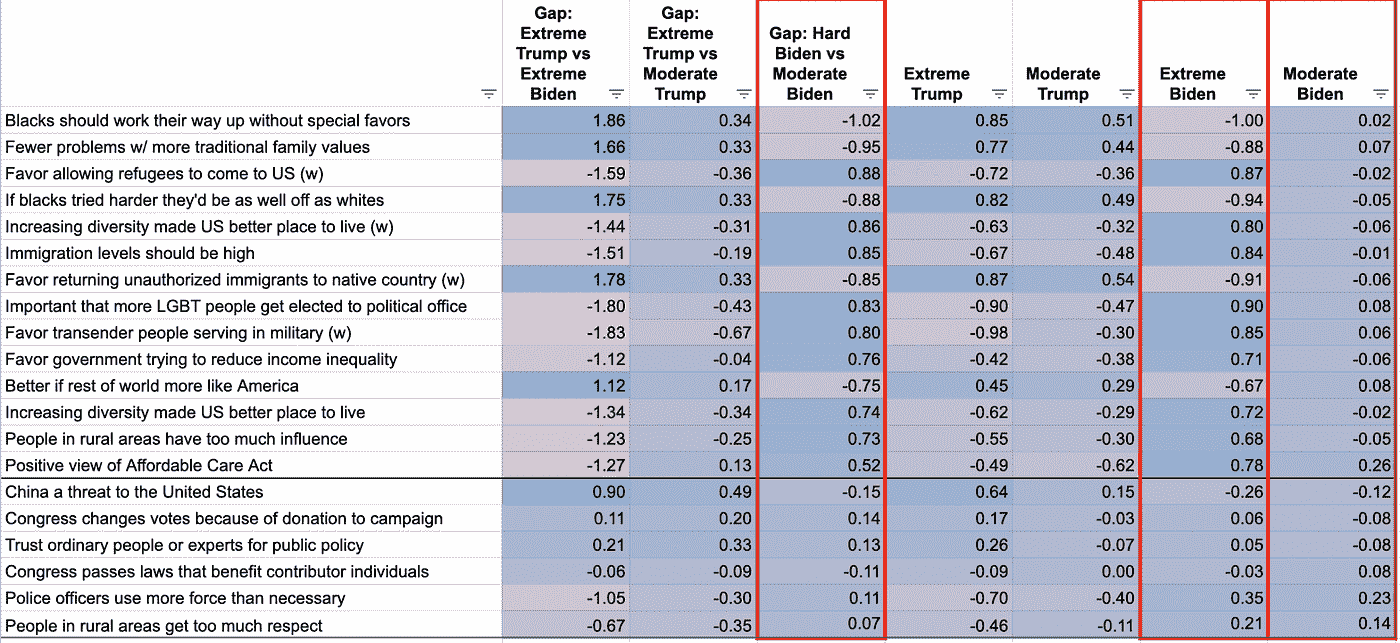 Gap: Extreme Trump vs Extreme Biden Gap: Extreme Trump vs Moderate Trump Gap: Hard Biden vs Moderate Biden Extreme Trump Moderate Trump Extreme Biden Moderate Biden
Blacks should work their way up without special favors 1.86 0.34 -1.02 0.85 0.51 -1.00 0.02
Fewer problems w/ more traditional family values 1.66 0.33 -0.95 0.77 0.44 -0.88 0.07
Favor allowing refugees to come to US (w) -1.59 -0.36 0.88 -0.72 -0.36 0.87 -0.02
If blacks tried harder they'd be as well off as whites 1.75 0.33 -0.88 0.82 0.49 -0.94 -0.05
Increasing diversity made US better place to live (w) -1.44 -0.31 0.86 -0.63 -0.32 0.80 -0.06
Immigration levels should be high -1.51 -0.19 0.85 -0.67 -0.48 0.84 -0.01
Favor returning unauthorized immigrants to native country (w) 1.78 0.33 -0.85 0.87 0.54 -0.91 -0.06
Important that more LGBT people get elected to political office -1.80 -0.43 0.83 -0.90 -0.47 0.90 0.08
Favor transender people serving in military (w) -1.83 -0.67 0.80 -0.98 -0.30 0.85 0.06
Favor government trying to reduce income inequality -1.12 -0.04 0.76 -0.42 -0.38 0.71 -0.06
Better if rest of world more like America 1.12 0.17 -0.75 0.45 0.29 -0.67 0.08
Increasing diversity made US better place to live -1.34 -0.34 0.74 -0.62 -0.29 0.72 -0.02
People in rural areas have too much influence -1.23 -0.25 0.73 -0.55 -0.30 0.68 -0.05
Positive view of Affordable Care Act -1.27 0.13 0.52 -0.49 -0.62 0.78 0.26
China a threat to the United States 0.90 0.49 -0.15 0.64 0.15 -0.26 -0.12
Congress changes votes because of donation to campaign 0.11 0.20 0.14 0.17 -0.03 0.06 -0.08
Trust ordinary people or experts for public policy 0.21 0.33 0.13 0.26 -0.07 0.05 -0.08
Congress passes laws that benefit contributor individuals -0.06 -0.09 -0.11 -0.09 0.00 -0.03 0.08
Police officers use more force than necessary -1.05 -0.30 0.11 -0.70 -0.40 0.35 0.23
People in rural areas get too much respect -0.67 -0.35 0.07 -0.46 -0.11 0.21 0.14